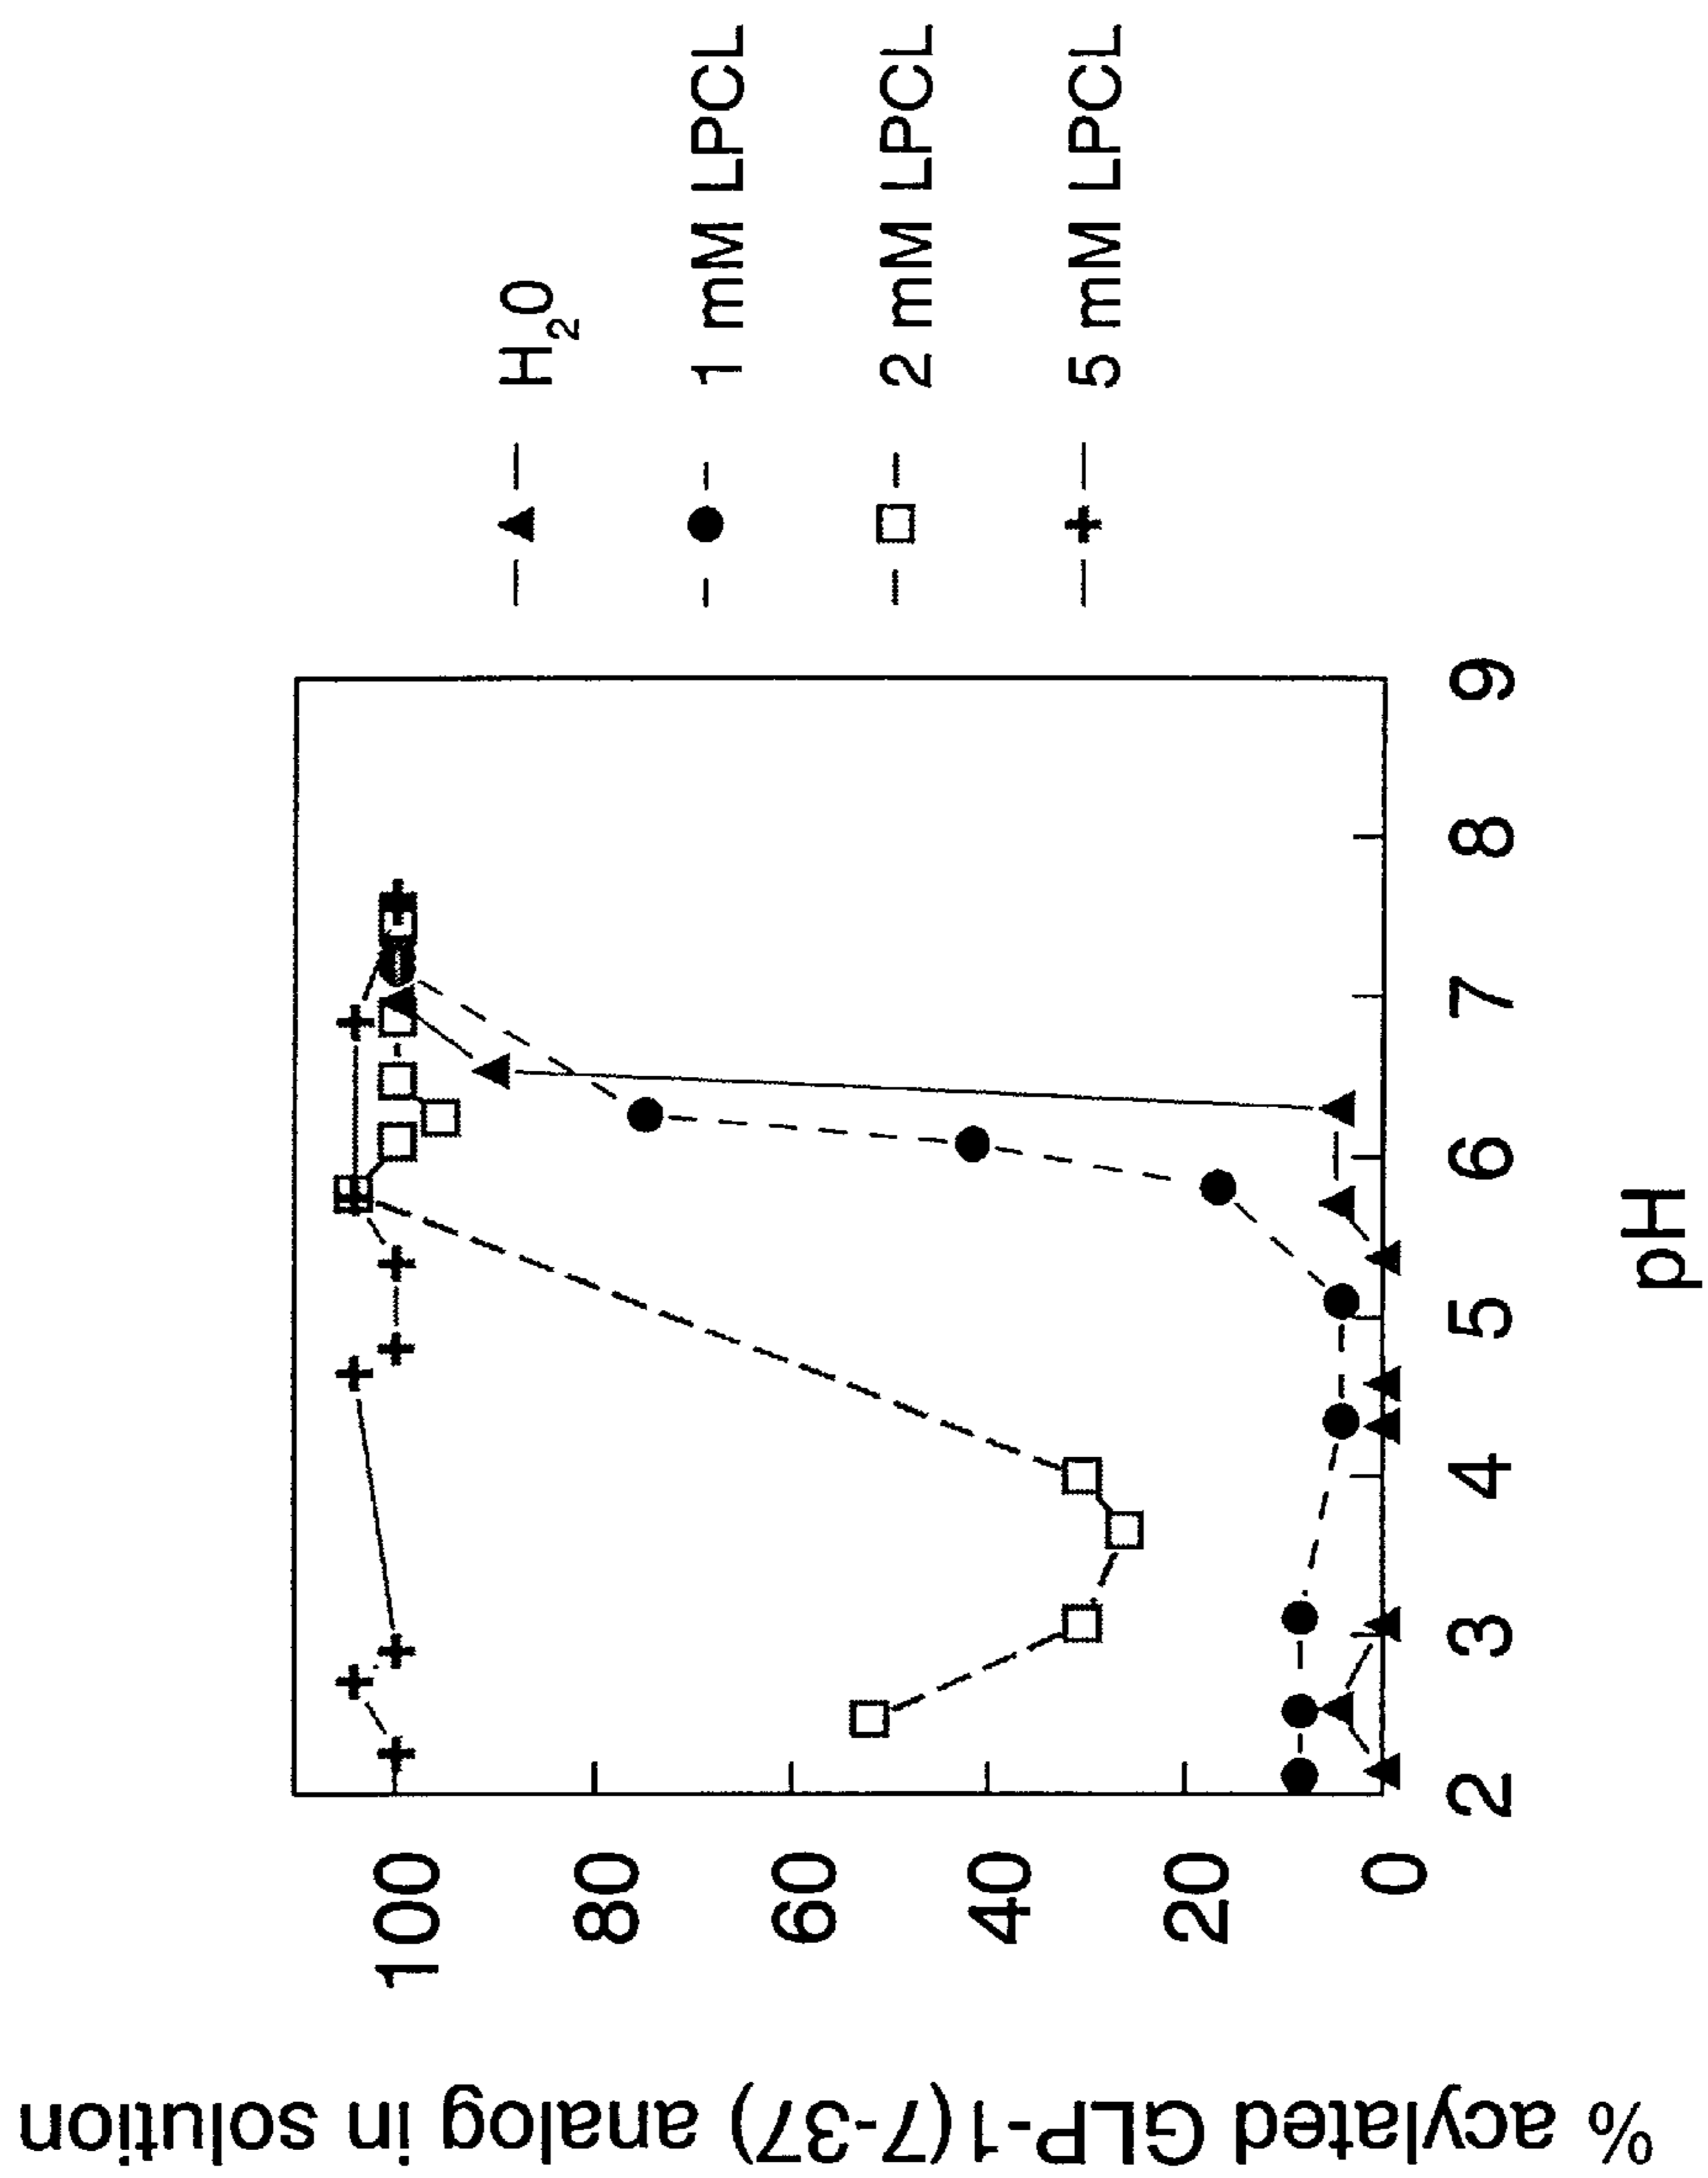 % acylated GLP-1(7-37) analog in solution
100
80
60
40
20
0
2 3 4 5 6 7 8 9
pH
H₂O
1 mM LPCL
2 mM LPCL
5 mM LPCL